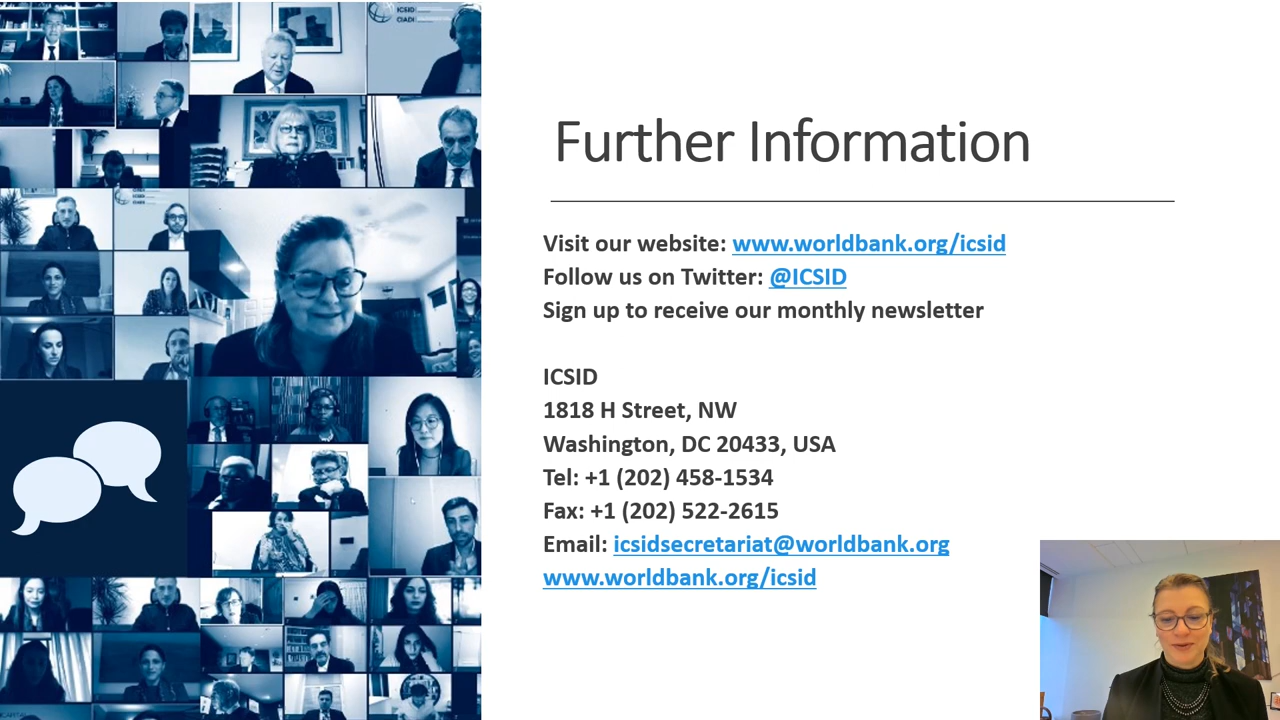 ICSID
CIADI
Further Information
Visit our website: www.worldbank.org/icsid
Follow us on Twitter: @ICSID
Sign up to receive our monthly newsletter
ICSID
1818 H Street, NW
Washington, DC 20433, USA
Tel: +1 (202) 458-1534
Fax: +1 (202) 522-2615
Email: icsidsecretariat@worldbank.org
www.worldbank.org/icsid